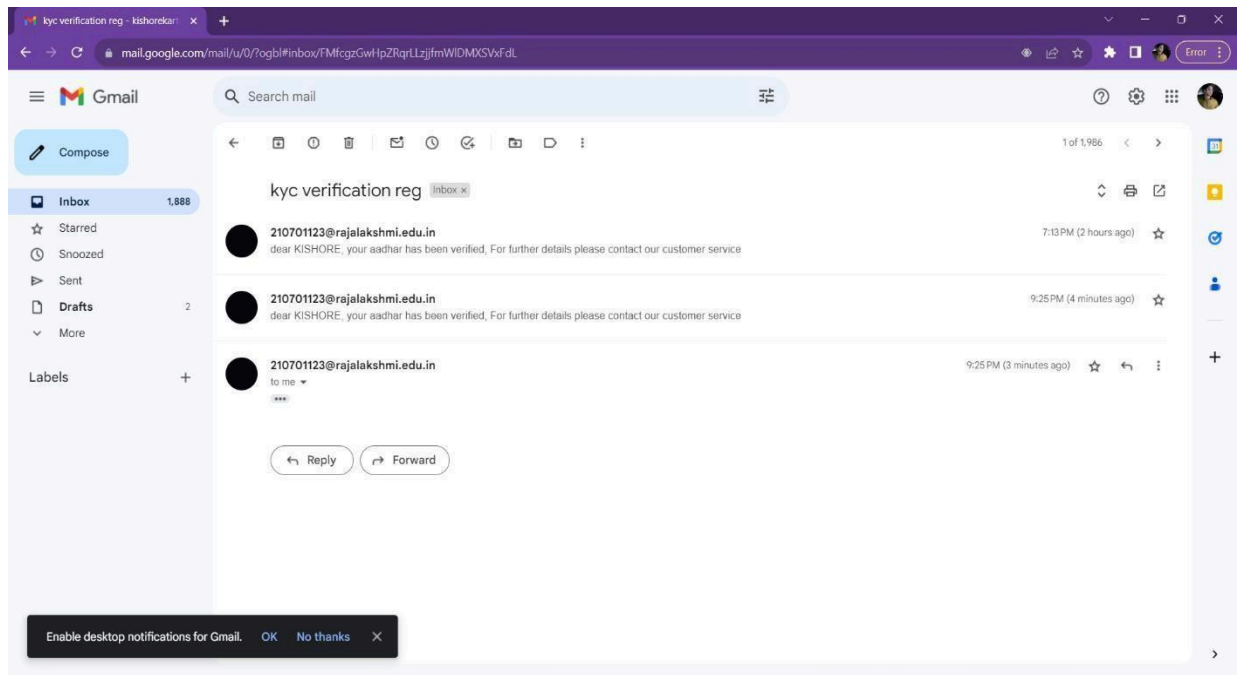 kyc verification reg - kishorekar
mail.google.com/mail/u/0/?ogbl#inbox/FMfcgzGwHpZRqrLLzjjfmWlDMXSVxFdL
Error
Gmail
Search mail
Compose
1 of 1,986
31
Inbox 1,888
kyc verification reg Inbox x
Starred
210701123@rajalakshmi.edu.in 7:13 PM (2 hours ago)
dear KISHORE, your aadhar has been verified, For further details please contact our customer service
Snoozed
Sent
210701123@rajalakshmi.edu.in 9:25 PM (4 minutes ago)
dear KISHORE, your aadhar has been verified, For further details please contact our customer service
Drafts 2
More
210701123@rajalakshmi.edu.in 9:25 PM (3 minutes ago)
to me
Labels
Reply Forward
Enable desktop notifications for Gmail. OK No thanks